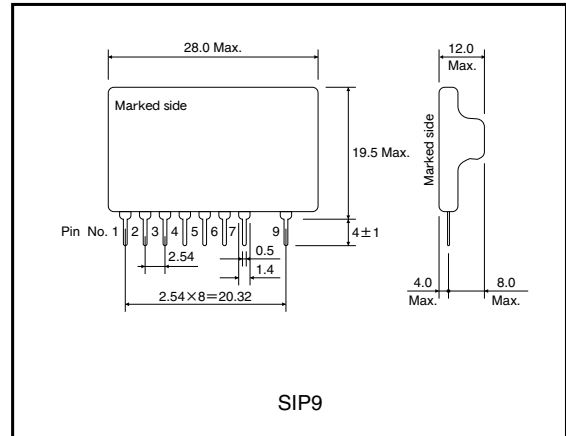 28.0 Max.
12.0
Max.
Marked side
Marked side
19.5 Max.
Pin No. 1 2 3 4 5 6 7 9
4±1
2.54
0.5
1.4
2.54×8=20.32
4.0
Max.
8.0
Max.
SIP9